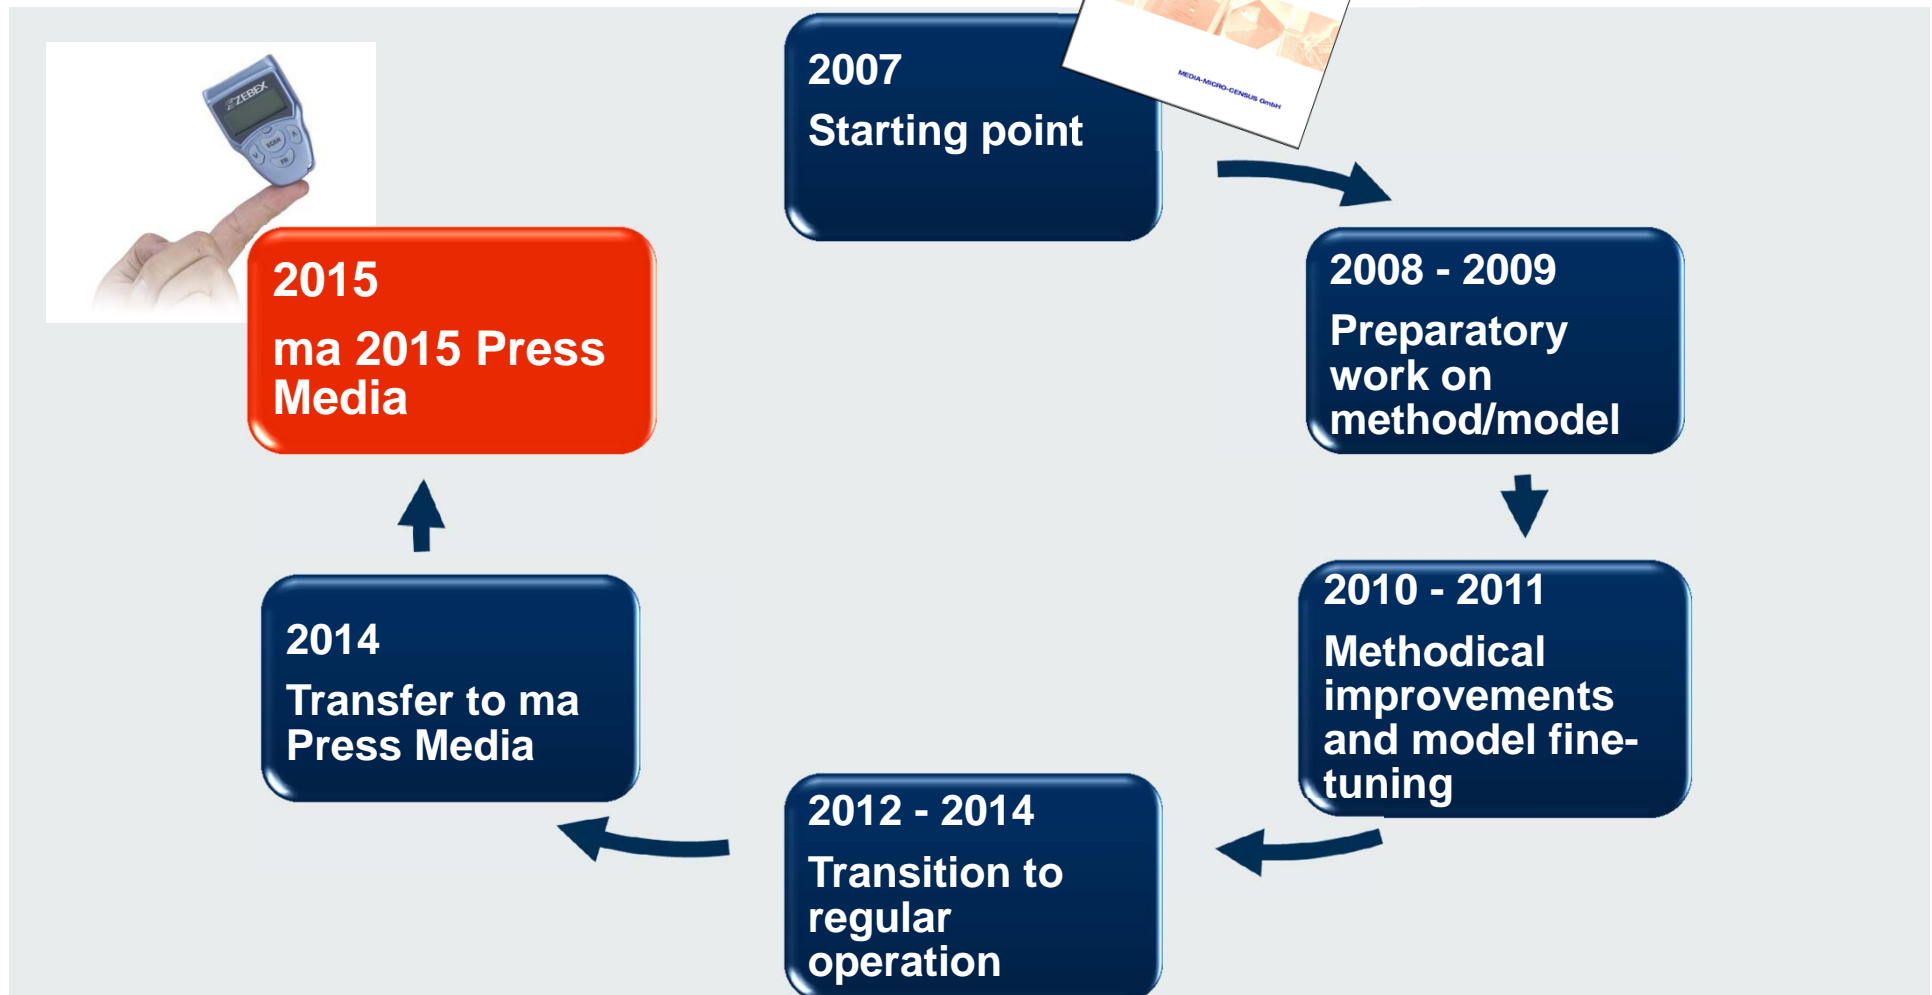 MEDIA-MICRO-CENSUS GmbH
2007
Starting point
ZEBEX
SCAN
FN
2015
ma 2015 Press
Media
2008 - 2009
Preparatory
work on
method/model
2010 - 2011
Methodical
improvements
and model fine-
tuning
2014
Transfer to ma
Press Media
2012 - 2014
Transition to
regular
operation